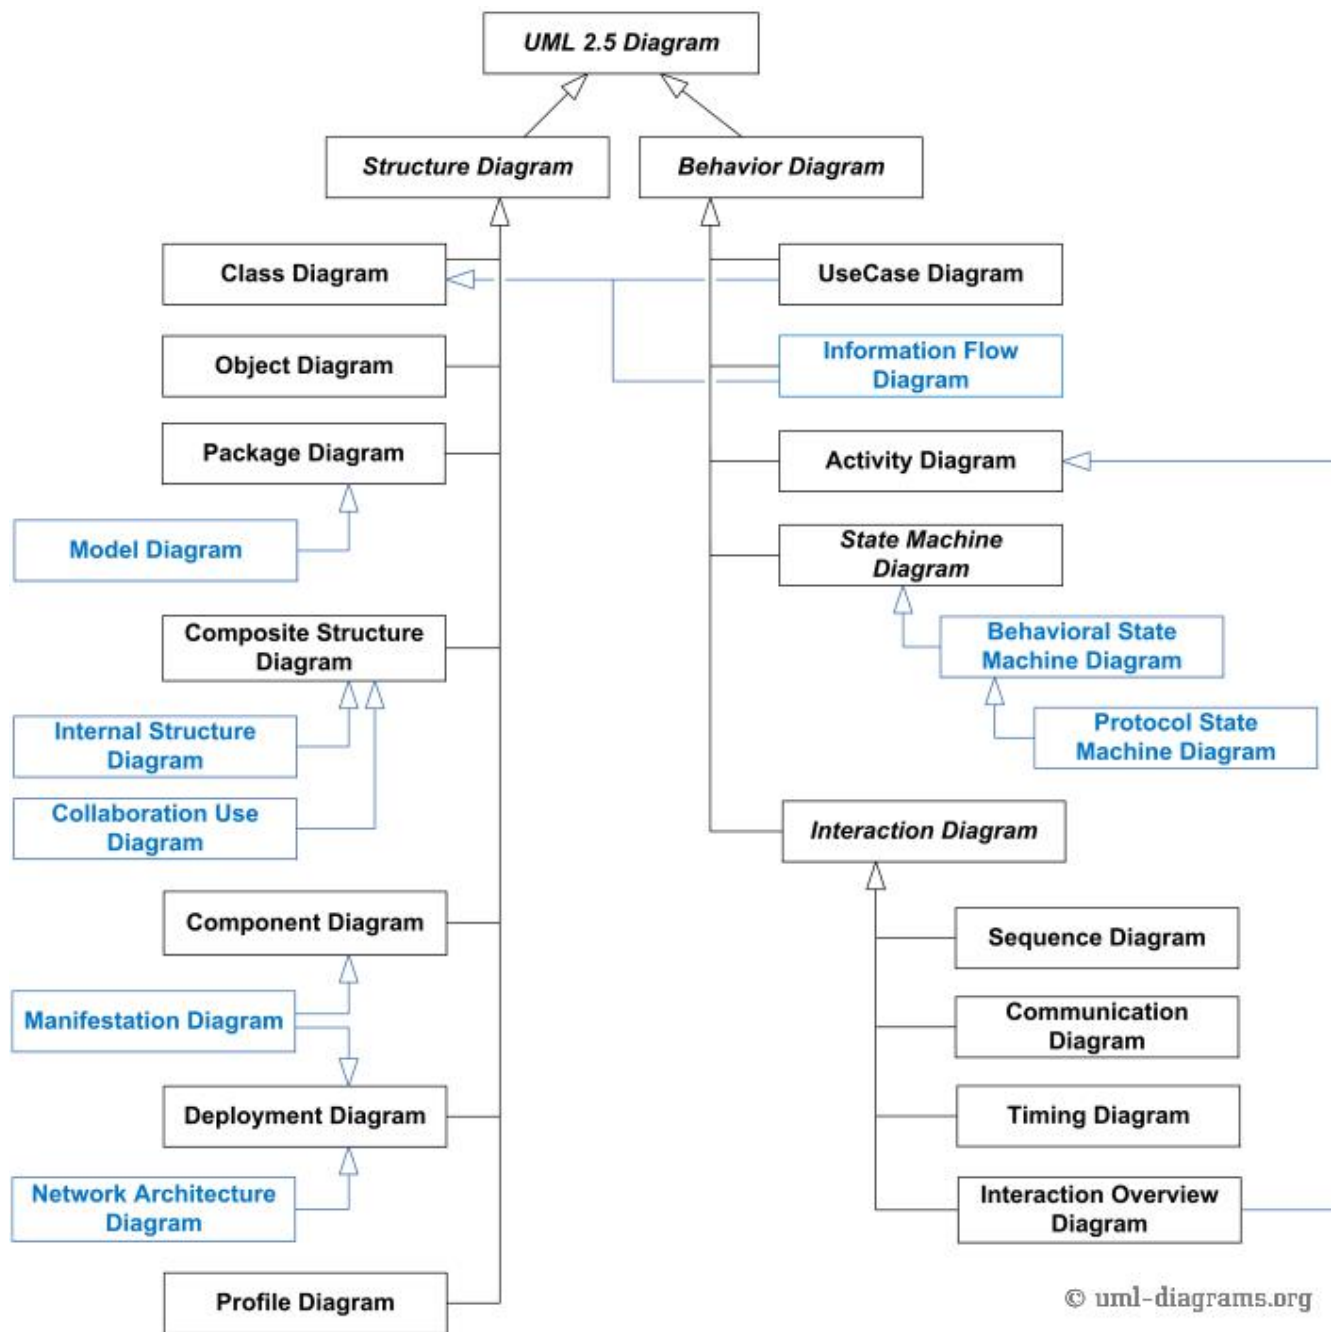 UML 2.5 Diagram
Structure Diagram
Behavior Diagram
Class Diagram
UseCase Diagram
Object Diagram
Information Flow
Diagram
Package Diagram
Activity Diagram
Model Diagram
State Machine
Diagram
Composite Structure
Diagram
Behavioral State
Machine Diagram
Internal Structure
Diagram
Protocol State
Machine Diagram
Collaboration Use
Diagram
Interaction Diagram
Component Diagram
Sequence Diagram
Manifestation Diagram
Communication
Diagram
Deployment Diagram
Timing Diagram
Network Architecture
Diagram
Interaction Overview
Diagram
Profile Diagram
© uml-diagrams.org